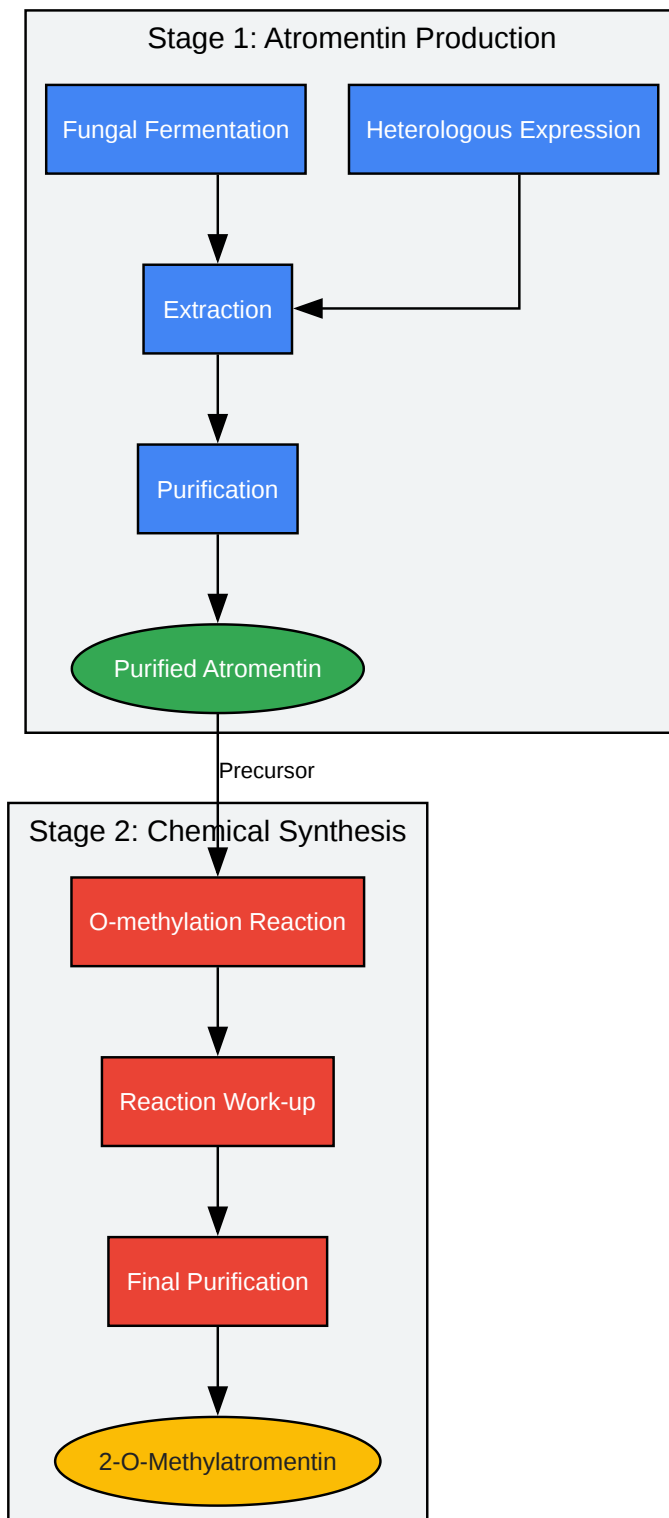 Stage 1: Atromentin Production
Fungal Fermentation
Heterologous Expression
Extraction
Purification
Purified Atromentin
Precursor
Stage 2: Chemical Synthesis
O-methylation Reaction
Reaction Work-up
Final Purification
2-O-Methylatromentin